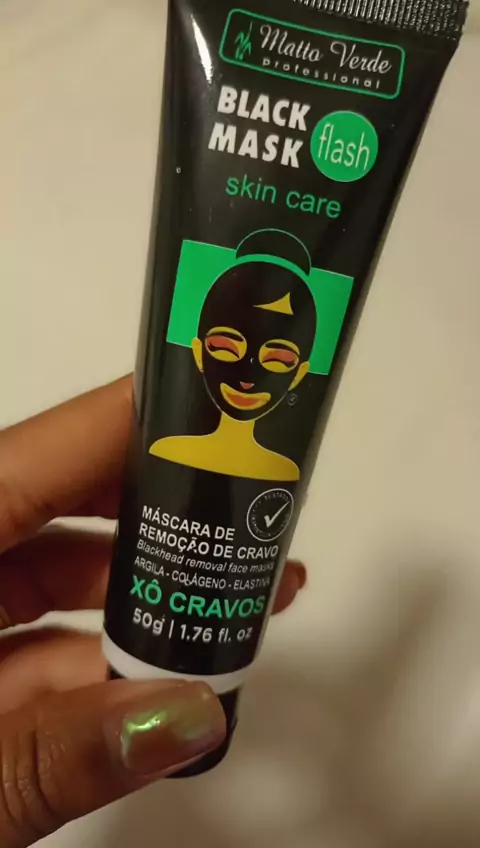 Matto Verde
professional
BLACK
MASK flash
skin care
MÁSCARA DE
REMOÇÃO DE CRAVO
Blackhead removal face mask
ARGILA - COLÁGENO - ELASTINA
XÔ CRAVOS
50g | 1.76 fl. oz